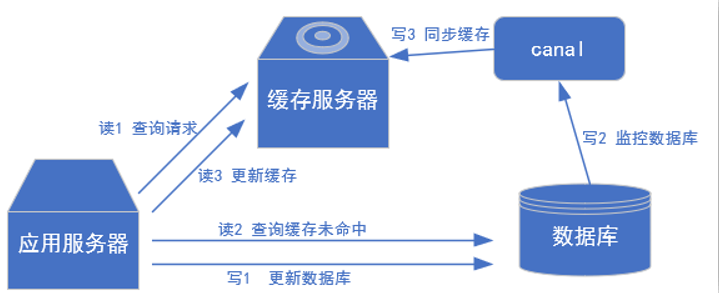 写3 同步缓存
canal
缓存服务器
读1 查询请求
写2 监控数据库
读3 更新缓存
应用服务器
读2 查询缓存未命中
数据库
写1 更新数据库